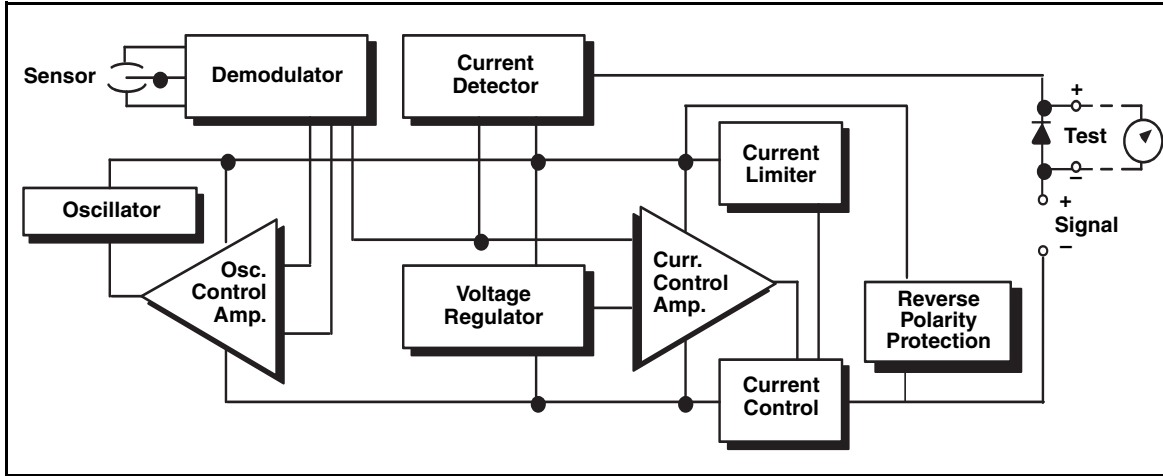 Sensor
Demodulator
Current
Detector
+
Test
−
+
Signal
−
Oscillator
Osc.
Control
Amp.
Voltage
Regulator
Curr.
Control
Amp.
Current
Limiter
Reverse
Polarity
Protection
Current
Control